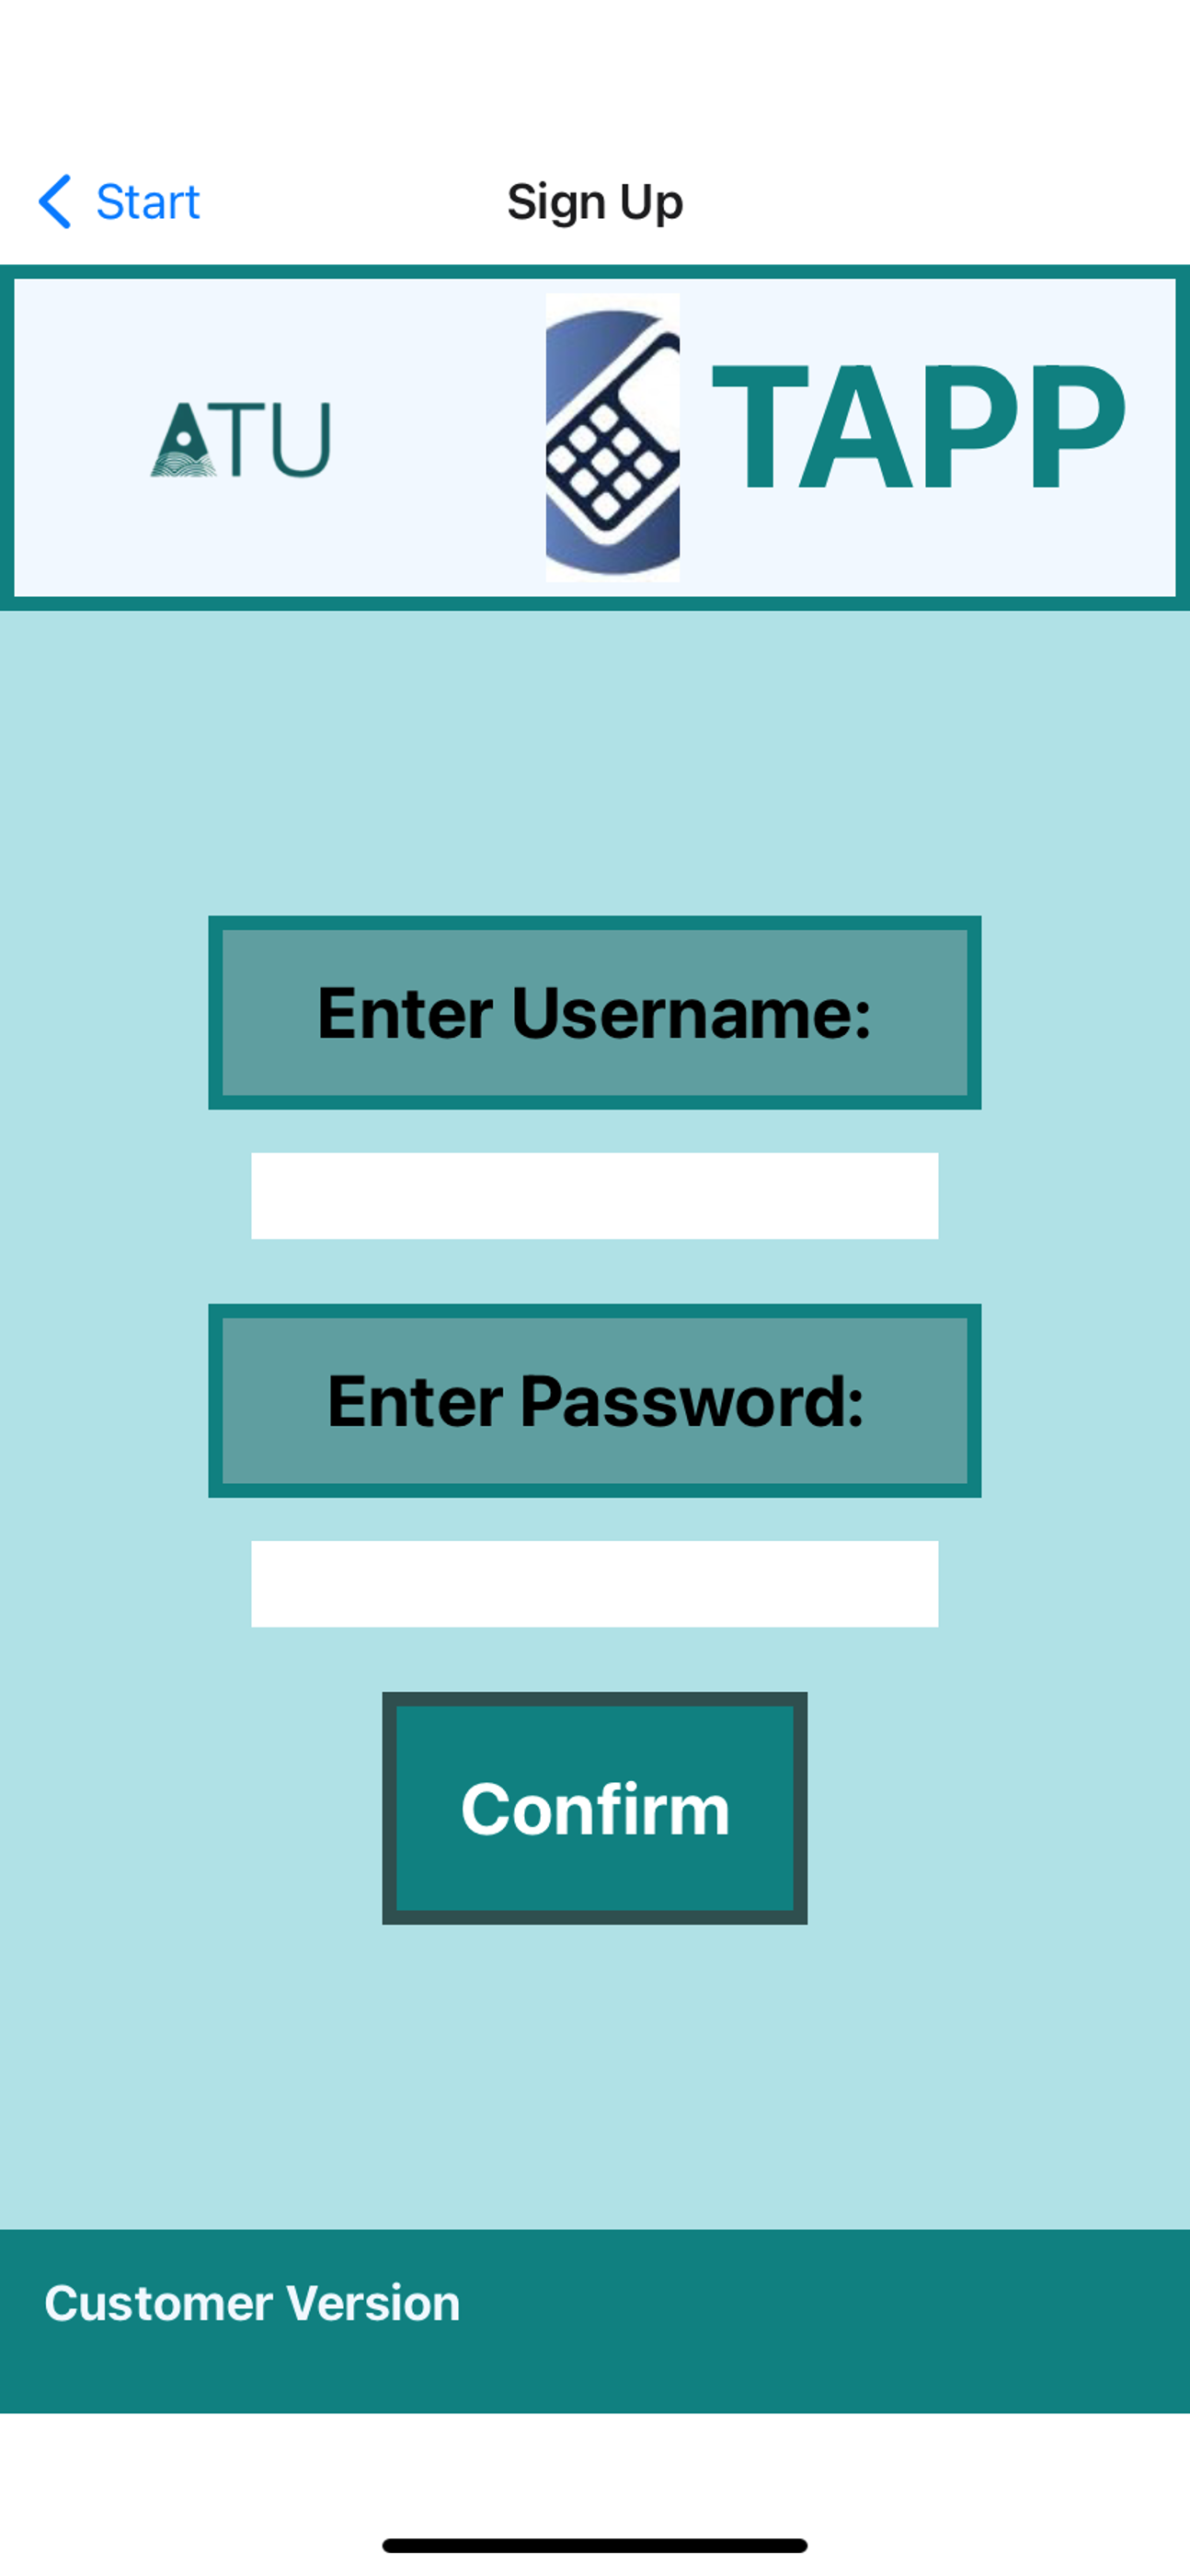 Start
Sign Up
ATU
TAPP
Enter Username:
Enter Password:
Confirm
Customer Version